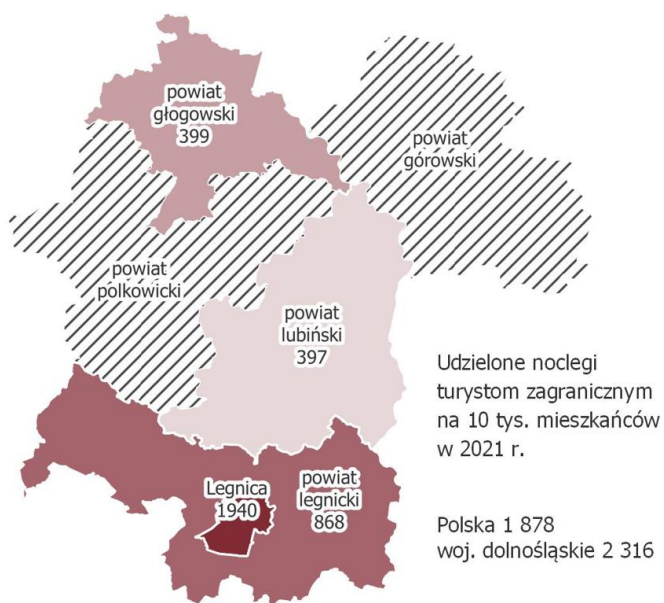 powiat
głogowski
399
powiat
górowski
powiat
polkowicki
powiat
lubiński
397
Udzielone noclegi
turystom zagranicznym
na 10 tys. mieszkańców
w 2021 r.
Legnica
1940
powiat
legnicki
868
Polska 1 878
woj. dolnośląskie 2 316